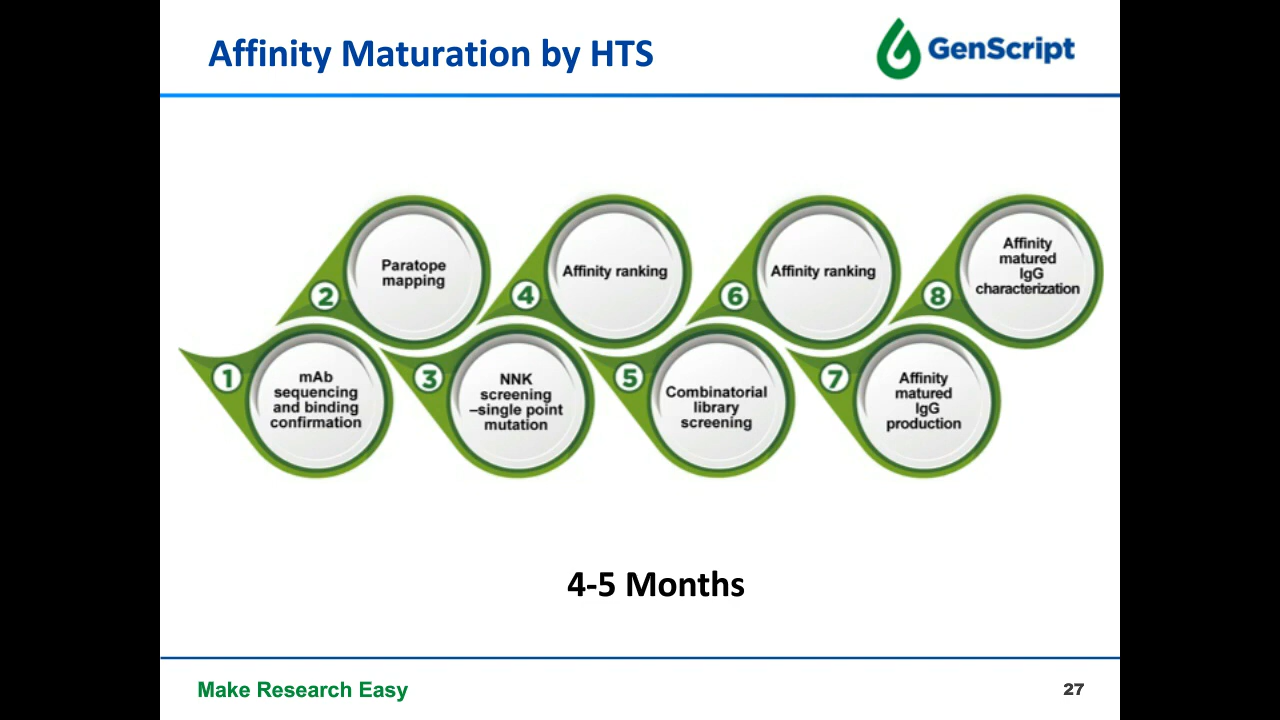 Affinity Maturation by HTS
GenScript
1
mAb
sequencing
and binding
confirmation
2
Paratope
mapping
3
NNK
screening
–single point
mutation
4
Affinity ranking
5
Combinatorial
library
screening
6
Affinity ranking
7
Affinity
matured
IgG
production
8
Affinity
matured
IgG
characterization
4-5 Months
Make Research Easy
27